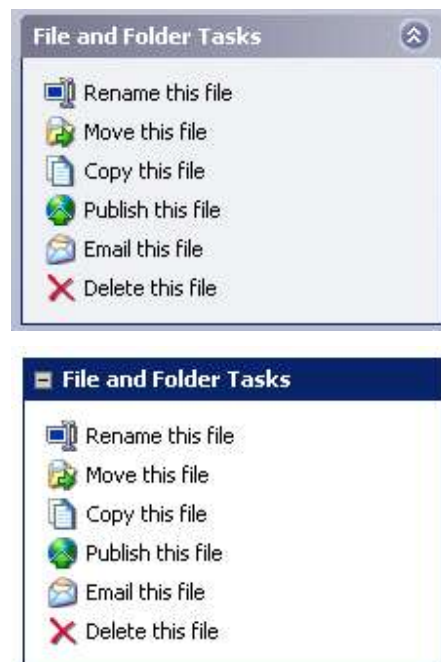 File and Folder Tasks
Rename this file
Move this file
Copy this file
Publish this file
Email this file
Delete this file
File and Folder Tasks
Rename this file
Move this file
Copy this file
Publish this file
Email this file
Delete this file